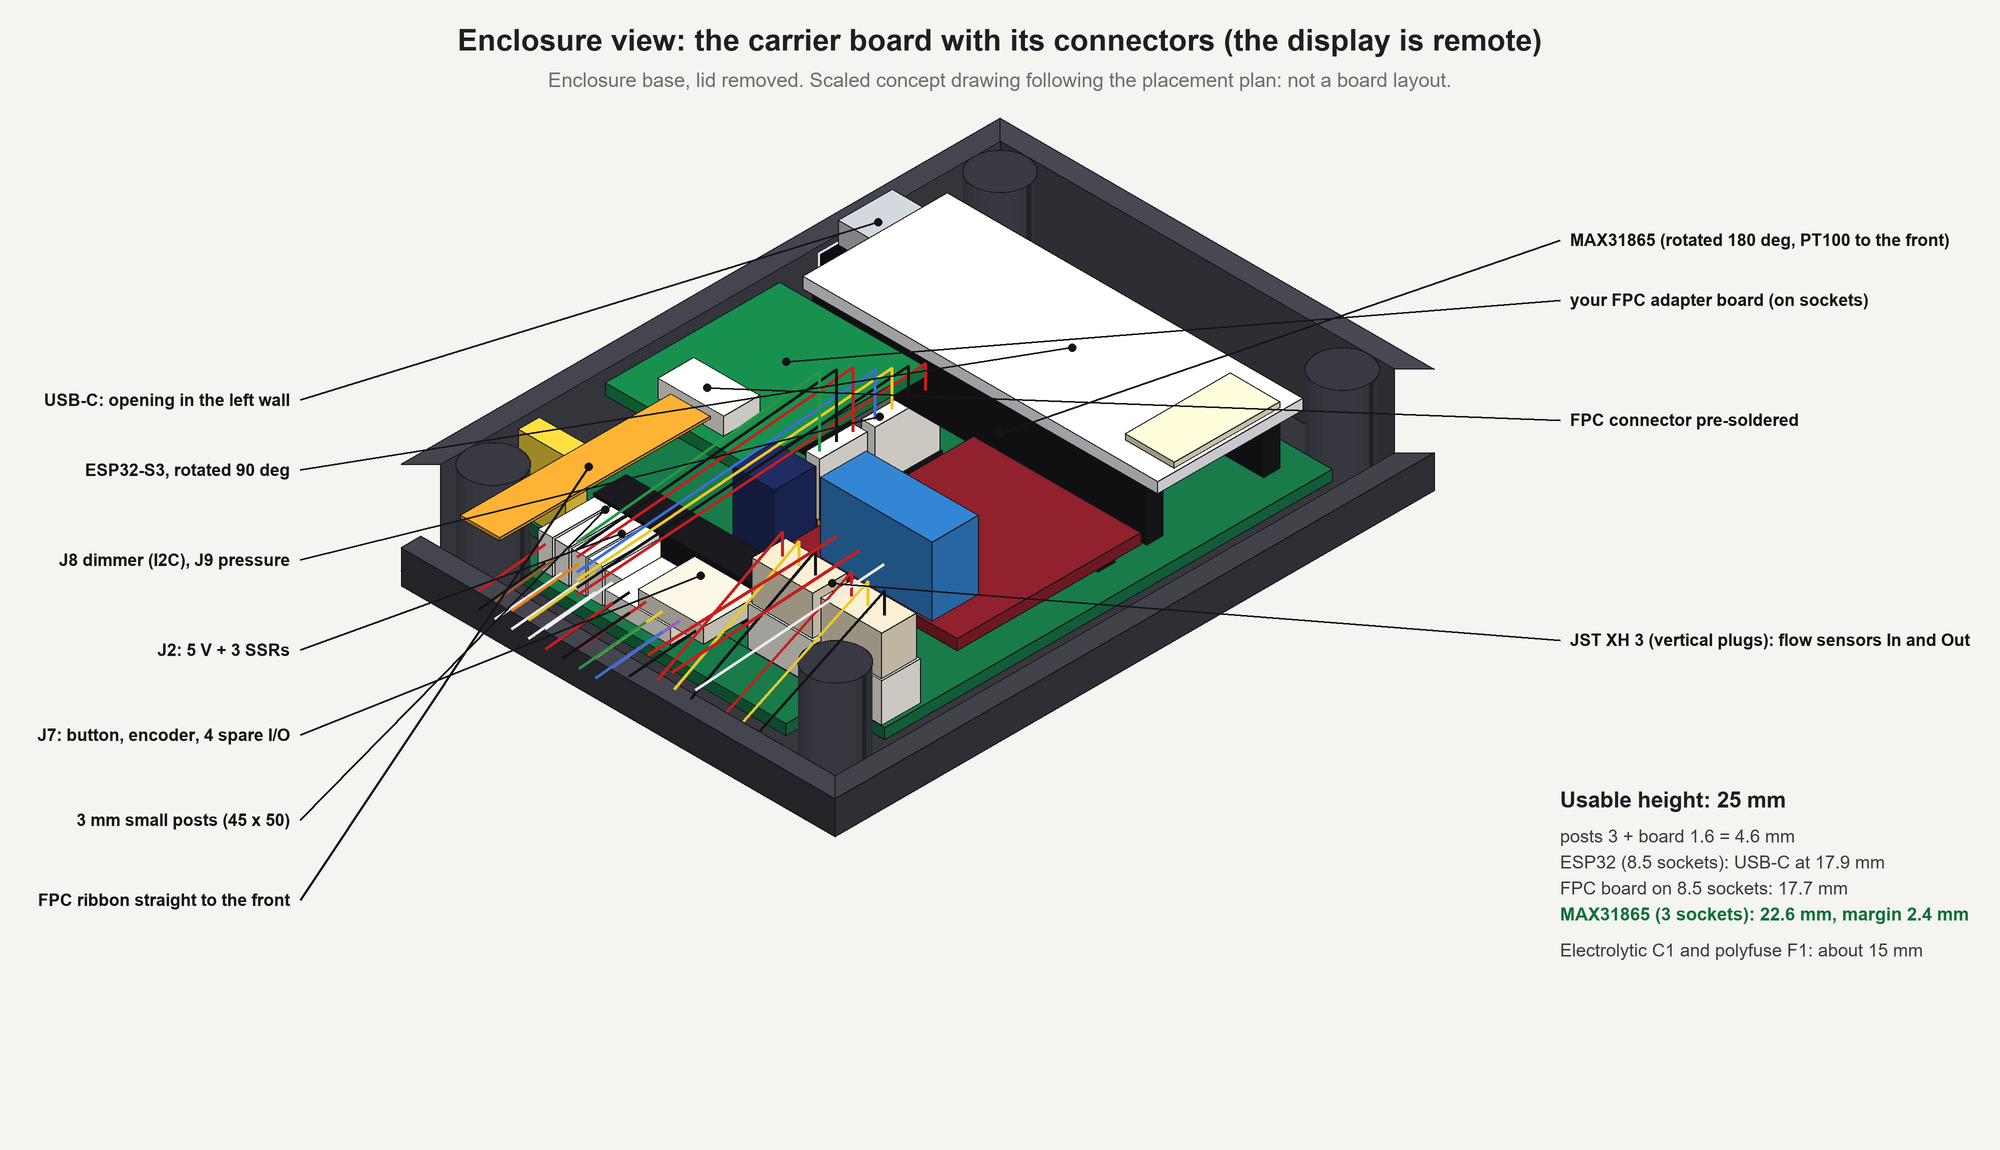 Enclosure view: the carrier board with its connectors (the display is remote)
Enclosure base, lid removed. Scaled concept drawing following the placement plan: not a board layout.
USB-C: opening in the left wall
ESP32-S3, rotated 90 deg
J8 dimmer (I2C), J9 pressure
J2: 5 V + 3 SSRs
J7: button, encoder, 4 spare I/O
3 mm small posts (45 x 50)
FPC ribbon straight to the front
MAX31865 (rotated 180 deg, PT100 to the front)
your FPC adapter board (on sockets)
FPC connector pre-soldered
JST XH 3 (vertical plugs): flow sensors In and Out
Usable height: 25 mm
posts 3 + board 1.6 = 4.6 mm
ESP32 (8.5 sockets): USB-C at 17.9 mm
FPC board on 8.5 sockets: 17.7 mm
MAX31865 (3 sockets): 22.6 mm, margin 2.4 mm
Electrolytic C1 and polyfuse F1: about 15 mm